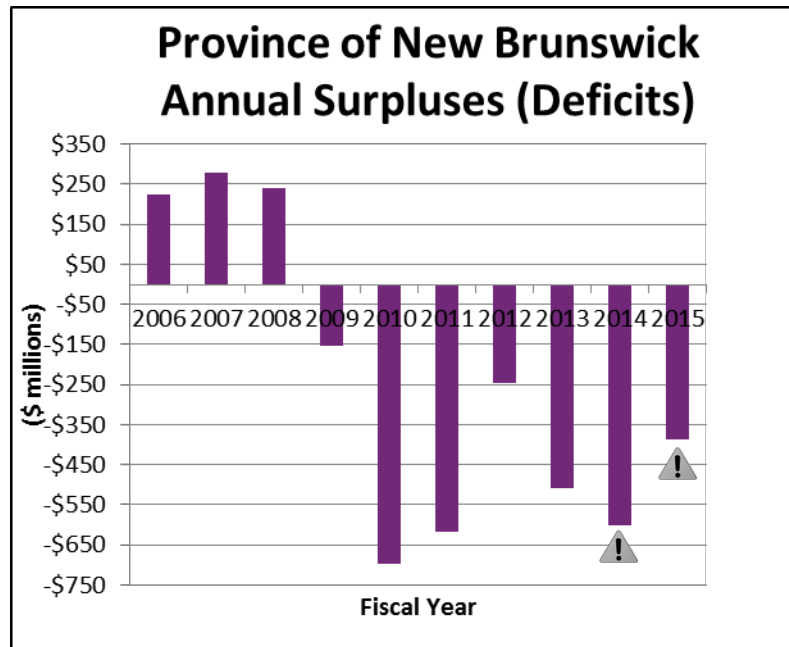 Province of New Brunswick
Annual Surpluses (Deficits)
$350
$250
$150
$50
-$50
-$150
-$250
-$350
-$450
-$550
-$650
-$750
($ millions)
2006 2007 2008 2009 2010 2011 2012 2013 2014 2015
!
!
Fiscal Year